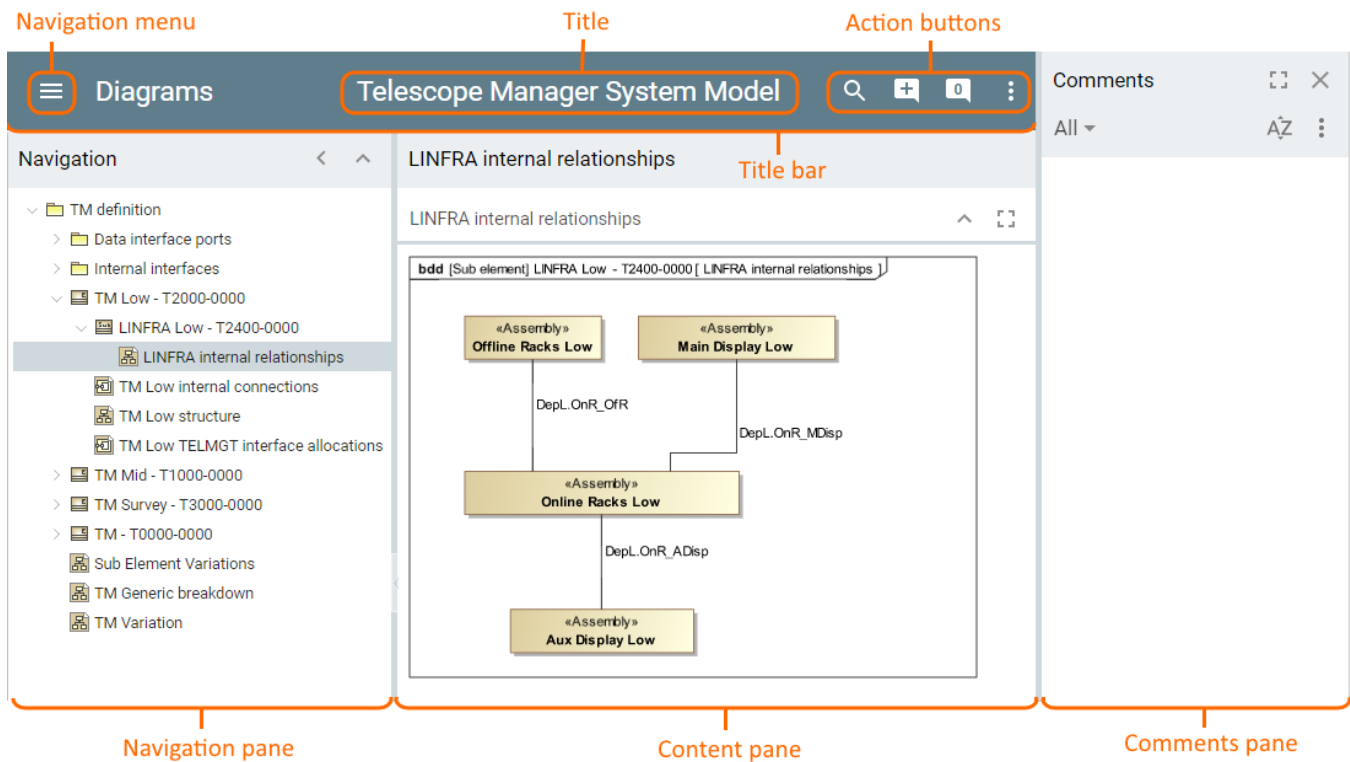 Navigation menu
Title
Action buttons
Diagrams
Telescope Manager System Model
0
Comments
All
AZ
Navigation
LINFRA internal relationships
Title bar
TM definition
Data interface ports
Internal interfaces
TM Low - T2000-0000
Sub
LINFRA Low - T2400-0000
LINFRA internal relationships
TM Low internal connections
TM Low structure
TM Low TELMGT interface allocations
TM Mid - T1000-0000
TM Survey - T3000-0000
TM - T0000-0000
Sub Element Variations
TM Generic breakdown
TM Variation
LINFRA internal relationships
bdd [Sub element] LINFRA Low - T2400-0000 [ LINFRA internal relationships ]
«Assembly»
Offline Racks Low
«Assembly»
Main Display Low
DepL.OnR_OfR
DepL.OnR_MDisp
«Assembly»
Online Racks Low
DepL.OnR_ADisp
«Assembly»
Aux Display Low
Navigation pane
Content pane
Comments pane